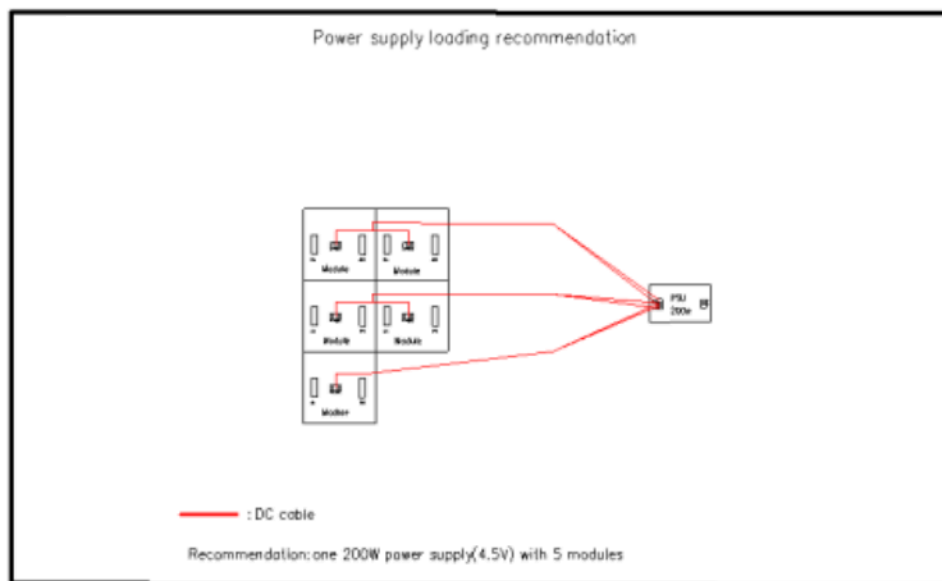 Power supply loading recommendation
Module
Module
PSU
200w
Module
Module
Module
: DC cable
Recommendation:one 200W power supply(4.5V) with 5 modules